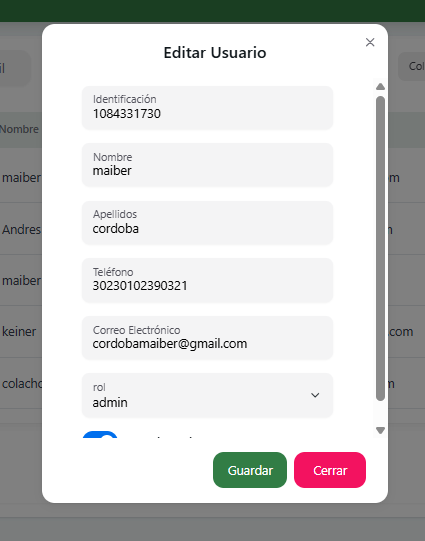 Editar Usuario
Col
Identificación
1084331730
Nombre
Nombre
maiber
maiber
Apellidos
Andres
cordoba
Teléfono
30230102390321
maiber
Correo Electrónico
keiner
cordobamaiber@gmail.com
.com
rol
admin
colacho
Guardar
Cerrar